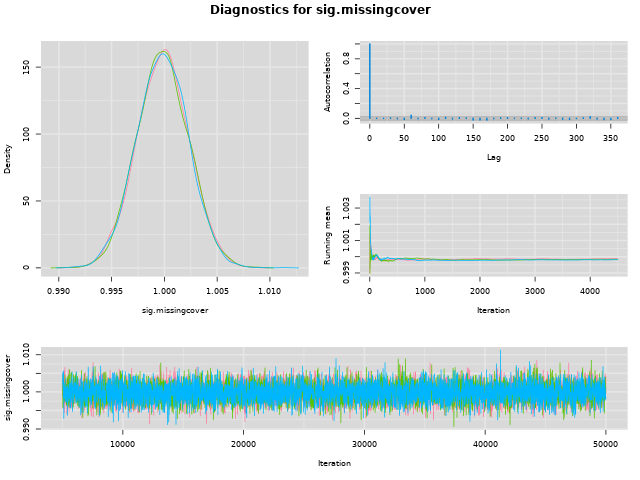 Diagnostics for sig.missingcover
Density
0 50 100 150
0.990 0.995 1.000 1.005 1.010
sig.missingcover
Autocorrelation
0.0 0.4 0.8
0 50 100 150 200 250 300 350
Lag
Running mean
0.999 1.001 1.003
0 1000 2000 3000 4000
Iteration
sig.missingcover
0.990 1.000 1.010
10000 20000 30000 40000 50000
Iteration